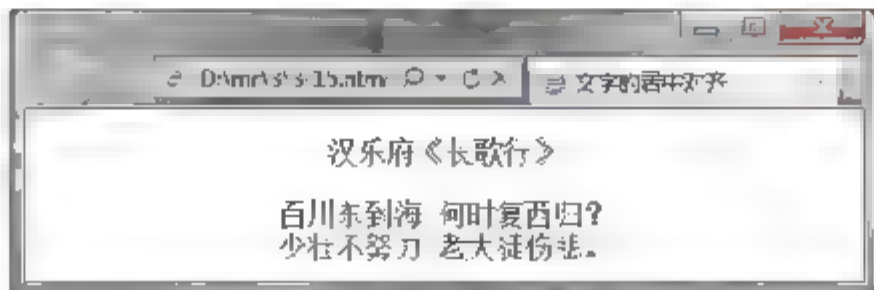 文字的居中对齐
汉乐府《长歌行》
百川东到海 何时复西归?
少壮不努力 老大徒伤悲。